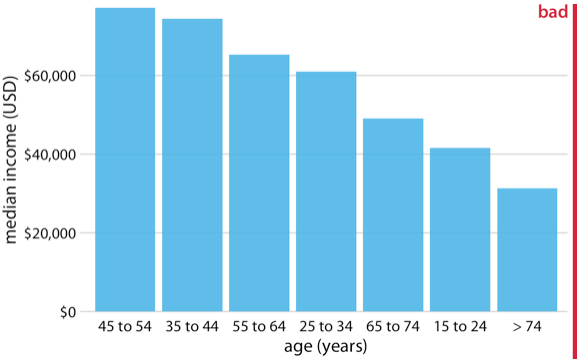 bad
median income (USD)
$60,000
$40,000
$20,000
$0
45 to 54 35 to 44 55 to 64 25 to 34 65 to 74 15 to 24 > 74
age (years)